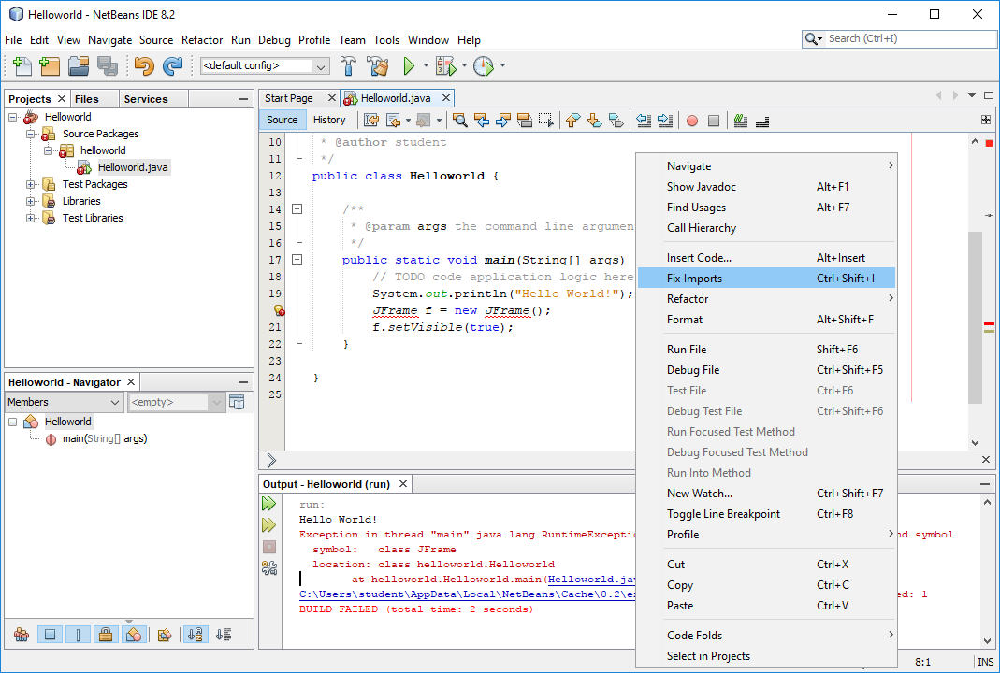 Helloworld - NetBeans IDE 8.2
File Edit View Navigate Source Refactor Run Debug Profile Team Tools Window Help
Search (Ctrl+I)
<default config>
Projects Files Services
Helloworld
Source Packages
helloworld
Helloworld.java
Test Packages
Libraries
Test Libraries
Helloworld - Navigator
Members <empty>
Helloworld
main(String[] args)
Start Page Helloworld.java
Source History
10 * @author student
11 */
12 public class Helloworld {
13
14 /**
15 * @param args the command line argumen
16 */
17 public static void main(String[] args)
18 // TODO code application logic here
19 System.out.println("Hello World!");
JFrame f = new JFrame();
21 f.setVisible(true);
22 }
23
24 }
25
Output - Helloworld (run)
run:
Hello World!
Exception in thread "main" java.lang.RuntimeExceptio nd symbol
symbol: class JFrame
location: class helloworld.Helloworld
at helloworld.Helloworld.main(Helloworld.jav
C:\Users\student\AppData\Local\NetBeans\Cache\8.2\e ed: 1
BUILD FAILED (total time: 2 seconds)
Navigate
Show Javadoc Alt+F1
Find Usages Alt+F7
Call Hierarchy
Insert Code... Alt+Insert
Fix Imports Ctrl+Shift+I
Refactor
Format Alt+Shift+F
Run File Shift+F6
Debug File Ctrl+Shift+F5
Test File Ctrl+F6
Debug Test File Ctrl+Shift+F6
Run Focused Test Method
Debug Focused Test Method
Run Into Method
New Watch... Ctrl+Shift+F7
Toggle Line Breakpoint Ctrl+F8
Profile
Cut Ctrl+X
Copy Ctrl+C
Paste Ctrl+V
Code Folds
Select in Projects
8:1 INS